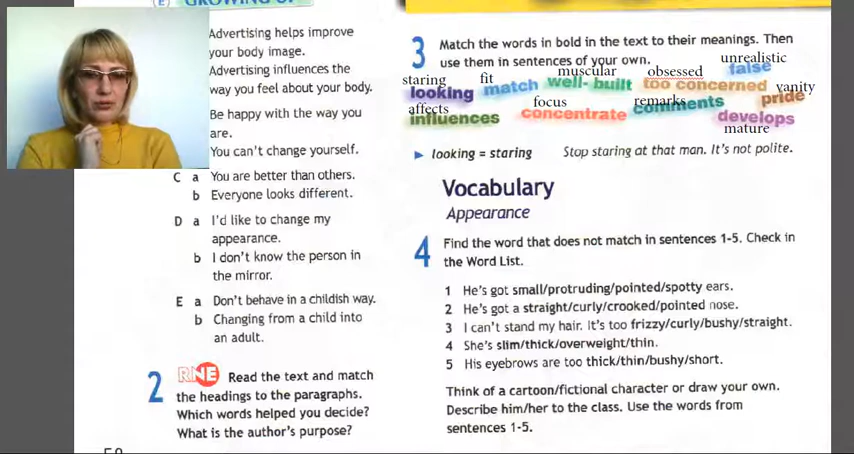 E GROWING UP
Advertising helps improve
your body image.
Advertising influences the
way you feel about your body.
Be happy with the way you
are.
You can't change yourself.
C a You are better than others.
b Everyone looks different.
D a I'd like to change my
appearance.
b I don't know the person in
the mirror.
E a Don't behave in a childish way.
b Changing from a child into
an adult.
2 RNE Read the text and match
the headings to the paragraphs.
Which words helped you decide?
What is the author's purpose?
3 Match the words in bold in the text to their meanings. Then
use them in sentences of your own.
staring fit muscular obsessed unrealistic
looking match well-built too concerned false
affects focus remarks vanity
influences concentrate comments pride
develops
mature
► looking = staring Stop staring at that man. It's not polite.
Vocabulary
Appearance
4 Find the word that does not match in sentences 1-5. Check in
the Word List.
1 He's got small/protruding/pointed/spotty ears.
2 He's got a straight/curly/crooked/pointed nose.
3 I can't stand my hair. It's too frizzy/curly/bushy/straight.
4 She's slim/thick/overweight/thin.
5 His eyebrows are too thick/thin/bushy/short.
Think of a cartoon/fictional character or draw your own.
Describe him/her to the class. Use the words from
sentences 1-5.